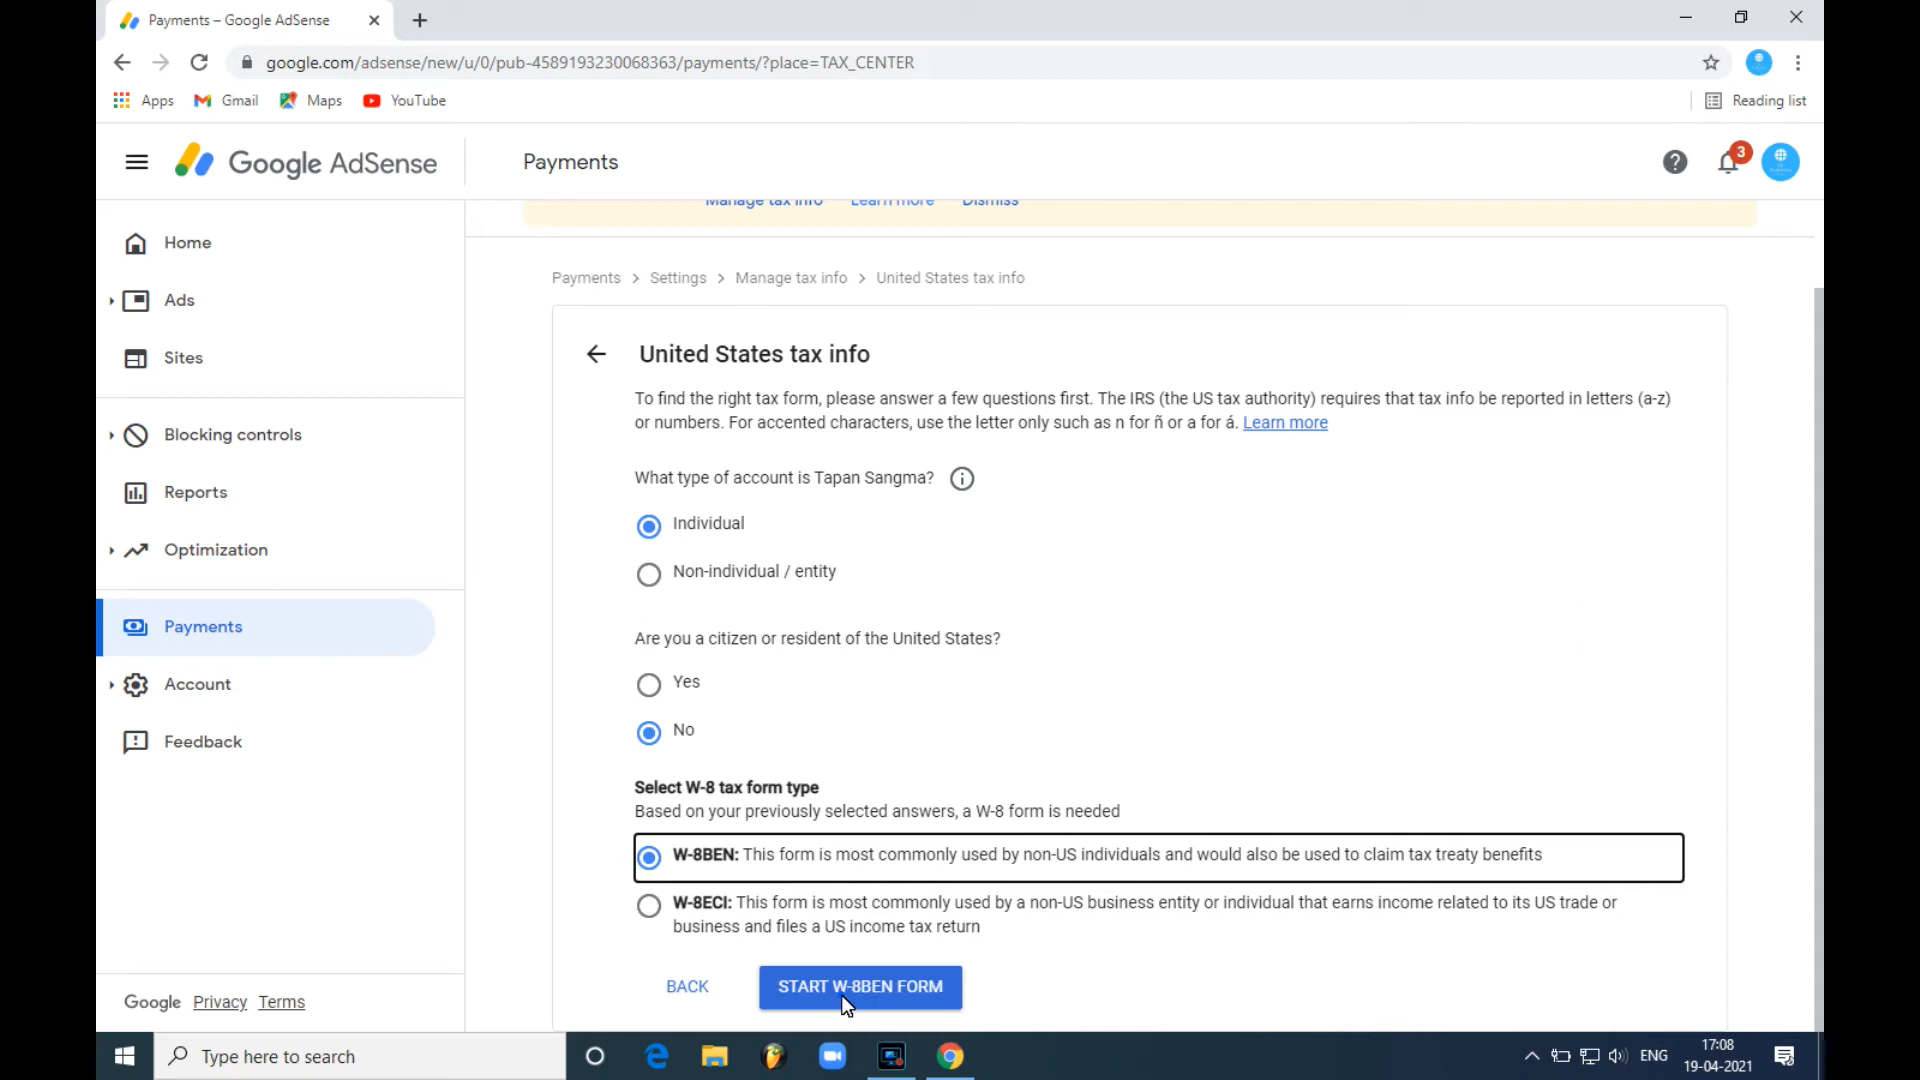 Payments – Google AdSense
google.com/adsense/new/u/0/pub-4589193230068363/payments/?place=TAX_CENTER
Apps Gmail Maps YouTube Reading list
Google AdSense
Payments
3
Manage tax info Learn more Dismiss
Home
Ads
Sites
Blocking controls
Reports
Optimization
Payments
Account
Feedback
Google Privacy Terms
Payments > Settings > Manage tax info > United States tax info
United States tax info
To find the right tax form, please answer a few questions first. The IRS (the US tax authority) requires that tax info be reported in letters (a-z)
or numbers. For accented characters, use the letter only such as n for ñ or a for á. Learn more
What type of account is Tapan Sangma?
Individual
Non-individual / entity
Are you a citizen or resident of the United States?
Yes
No
Select W-8 tax form type
Based on your previously selected answers, a W-8 form is needed
W-8BEN: This form is most commonly used by non-US individuals and would also be used to claim tax treaty benefits
W-8ECI: This form is most commonly used by a non-US business entity or individual that earns income related to its US trade or
business and files a US income tax return
BACK START W-8BEN FORM
Type here to search
ENG
17:08
19-04-2021